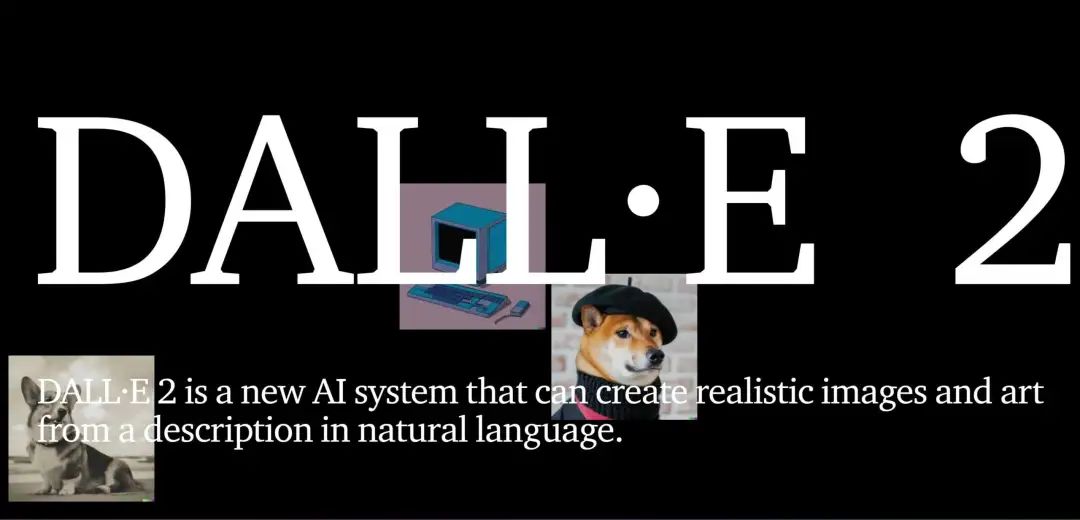 DALL·E 2
DALL·E 2 is a new AI system that can create realistic images and art
from a description in natural language.